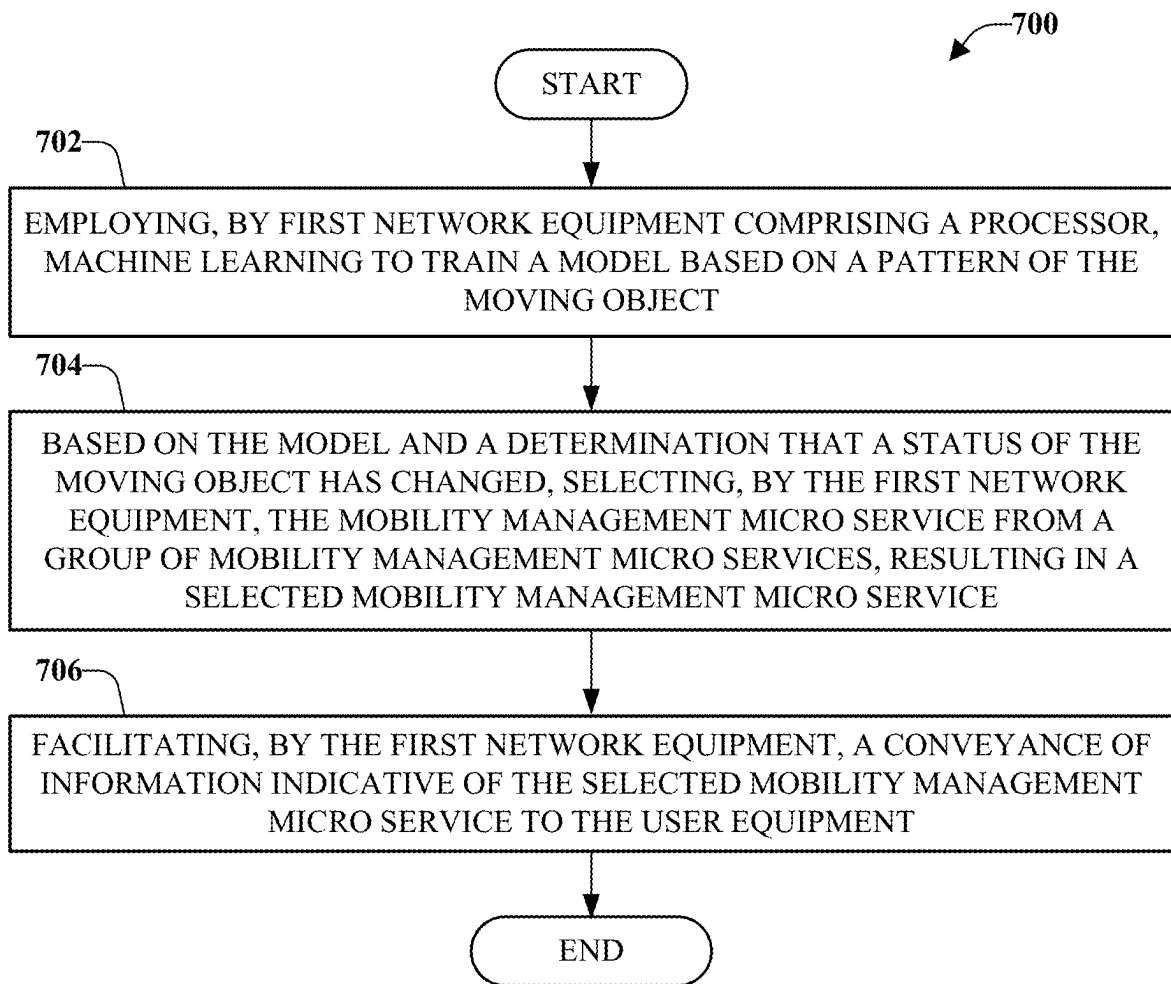 700
START
702
EMPLOYING, BY FIRST NETWORK EQUIPMENT COMPRISING A PROCESSOR,
MACHINE LEARNING TO TRAIN A MODEL BASED ON A PATTERN OF THE
MOVING OBJECT
704
BASED ON THE MODEL AND A DETERMINATION THAT A STATUS OF THE
MOVING OBJECT HAS CHANGED, SELECTING, BY THE FIRST NETWORK
EQUIPMENT, THE MOBILITY MANAGEMENT MICRO SERVICE FROM A
GROUP OF MOBILITY MANAGEMENT MICRO SERVICES, RESULTING IN A
SELECTED MOBILITY MANAGEMENT MICRO SERVICE
706
FACILITATING, BY THE FIRST NETWORK EQUIPMENT, A CONVEYANCE OF
INFORMATION INDICATIVE OF THE SELECTED MOBILITY MANAGEMENT
MICRO SERVICE TO THE USER EQUIPMENT
END